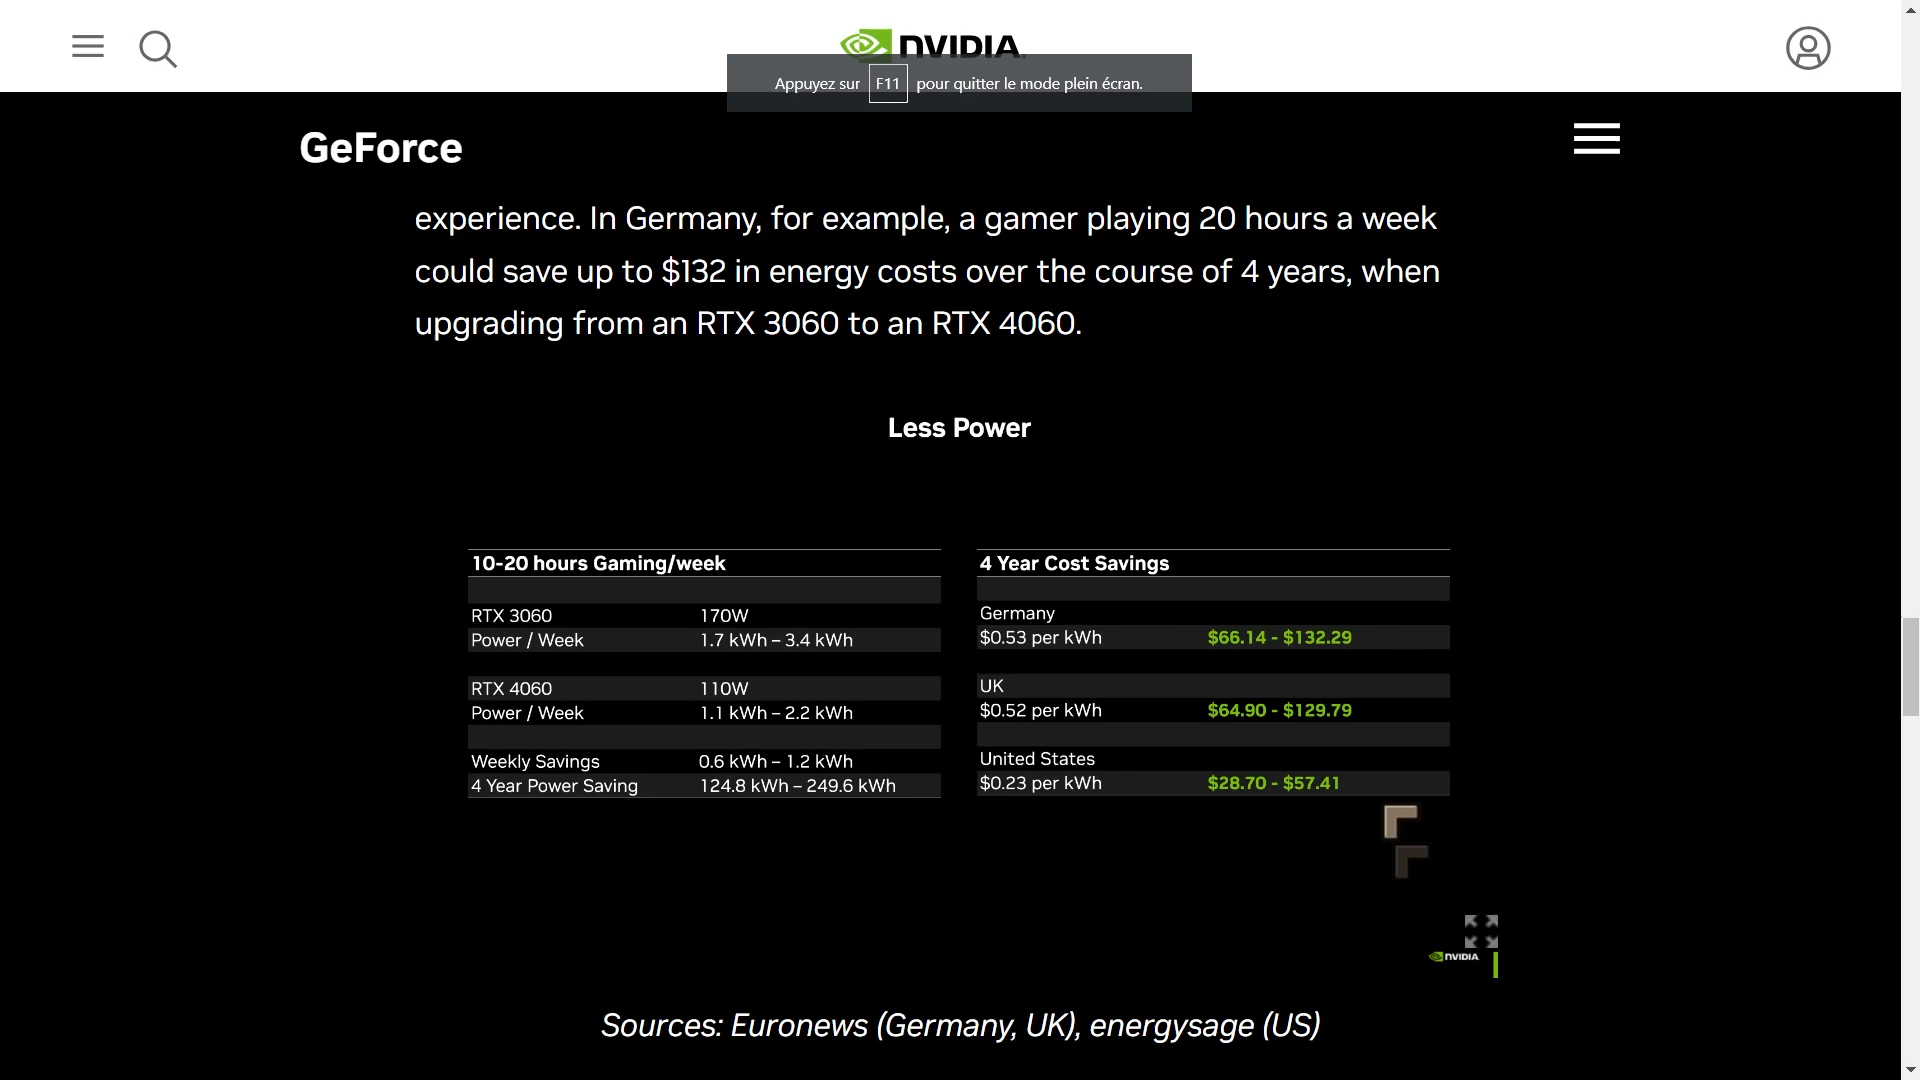 NVIDIA.
Appuyez sur F11 pour quitter le mode plein écran.
GeForce
experience. In Germany, for example, a gamer playing 20 hours a week
could save up to $132 in energy costs over the course of 4 years, when
upgrading from an RTX 3060 to an RTX 4060.
Less Power
10-20 hours Gaming/week
RTX 3060 170W
Power / Week 1.7 kWh – 3.4 kWh
RTX 4060 110W
Power / Week 1.1 kWh – 2.2 kWh
Weekly Savings 0.6 kWh – 1.2 kWh
4 Year Power Saving 124.8 kWh – 249.6 kWh
4 Year Cost Savings
Germany
$0.53 per kWh $66.14 - $132.29
UK
$0.52 per kWh $64.90 - $129.79
United States
$0.23 per kWh $28.70 - $57.41
NVIDIA.
Sources: Euronews (Germany, UK), energysage (US)